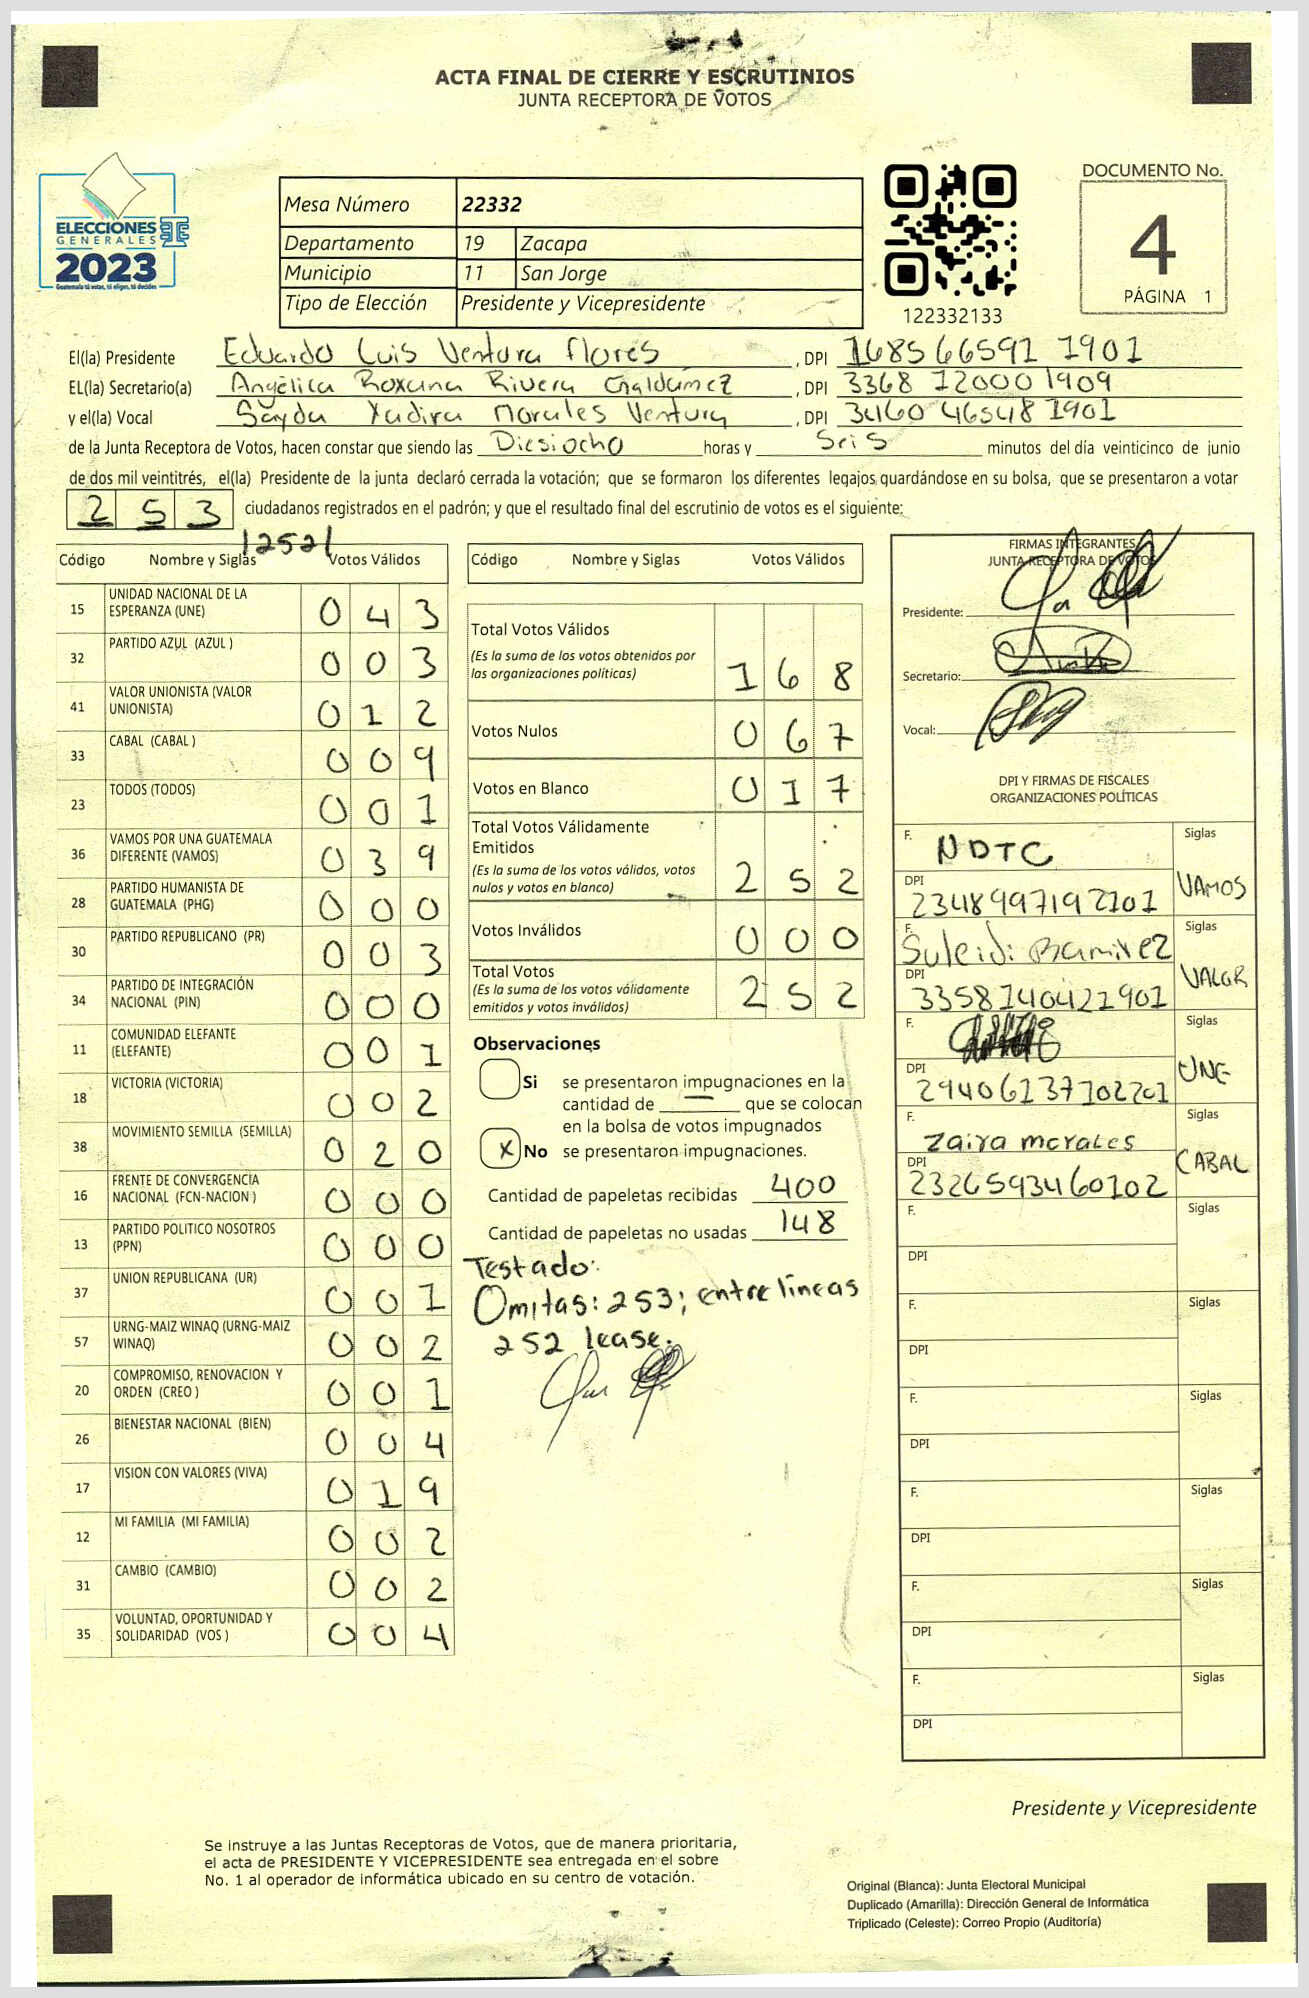 ACTA FINAL DE CIERRE Y ESCRUTINIOS
JUNTA RECEPTORA DE VOTOS
ELECCIONES
GENERALES
2023
Guatemala tú votas, tú eliges, tú decides
Mesa Número 22332
Departamento 19 Zacapa
Municipio 11 San Jorge
Tipo de Elección Presidente y Vicepresidente
122332133
DOCUMENTO No.
4
PÁGINA 1
El(la) Presidente Eduardo Luis Ventura Flores, DPI 168566591 1901
EL(la) Secretario(a) Angélica Roxana Rivera Galdámez, DPI 3368 12000 1909
y el(la) Vocal Sayda Yadira Morales Ventura, DPI 3460 46548 1901
de la Junta Receptora de Votos, hacen constar que siendo las Diesiocho horas y Seis minutos del día veinticinco de junio
de dos mil veintitrés, el(la) Presidente de la junta declaró cerrada la votación; que se formaron los diferentes legajos quardándose en su bolsa, que se presentaron a votar
2 5 3 ciudadanos registrados en el padrón; y que el resultado final del escrutinio de votos es el siguiente:
/252/
Código Nombre y Siglas Votos Válidos
15 UNIDAD NACIONAL DE LA ESPERANZA (UNE) 0 4 3
32 PARTIDO AZUL (AZUL ) 0 0 3
41 VALOR UNIONISTA (VALOR UNIONISTA) 0 1 2
33 CABAL (CABAL ) 0 0 9
23 TODOS (TODOS) 0 0 1
36 VAMOS POR UNA GUATEMALA DIFERENTE (VAMOS) 0 3 9
28 PARTIDO HUMANISTA DE GUATEMALA (PHG) 0 0 0
30 PARTIDO REPUBLICANO (PR) 0 0 3
34 PARTIDO DE INTEGRACIÓN NACIONAL (PIN) 0 0 0
11 COMUNIDAD ELEFANTE (ELEFANTE) 0 0 1
18 VICTORIA (VICTORIA) 0 0 2
38 MOVIMIENTO SEMILLA (SEMILLA) 0 2 0
16 FRENTE DE CONVERGENCIA NACIONAL (FCN-NACION ) 0 0 0
13 PARTIDO POLITICO NOSOTROS (PPN) 0 0 0
37 UNION REPUBLICANA (UR) 0 0 1
57 URNG-MAIZ WINAQ (URNG-MAIZ WINAQ) 0 0 2
20 COMPROMISO, RENOVACION Y ORDEN (CREO ) 0 0 1
26 BIENESTAR NACIONAL (BIEN) 0 0 4
17 VISION CON VALORES (VIVA) 0 1 9
12 MI FAMILIA (MI FAMILIA) 0 0 2
31 CAMBIO (CAMBIO) 0 0 2
35 VOLUNTAD, OPORTUNIDAD Y SOLIDARIDAD (VOS ) 0 0 4
Código Nombre y Siglas Votos Válidos
Total Votos Válidos
(Es la suma de los votos obtenidos por
las organizaciones políticas) 1 6 8
Votos Nulos 0 6 7
Votos en Blanco 0 1 7
Total Votos Válidamente
Emitidos
(Es la suma de los votos válidos, votos
nulos y votos en blanco) 2 5 2
Votos Inválidos 0 0 0
Total Votos
(Es la suma de los votos válidamente
emitidos y votos inválidos) 2 5 2
Observaciones
Si se presentaron impugnaciones en la
cantidad de — que se colocan
en la bolsa de votos impugnados
X No se presentaron impugnaciones.
Cantidad de papeletas recibidas 400
Cantidad de papeletas no usadas 148
Testado:
Omitas: 253; entre lineas
252 lease.
FIRMAS INTEGRANTES
JUNTA RECEPTORA DE VOTOS
Presidente:
Secretario:
Vocal:
DPI Y FIRMAS DE FISCALES
ORGANIZACIONES POLÍTICAS
F. NDTC Siglas
DPI 2348997192101 VAMOS
F. Suleidi Ramirez Siglas
DPI 3358140421901 VALOR
F. Siglas
DPI 2940613770 2201 UNE
F. Zaira morales Siglas
DPI 2326593460102 CABAL
F. Siglas
DPI
F. Siglas
DPI
F. Siglas
DPI
F. Siglas
DPI
F. Siglas
DPI
F. Siglas
DPI
Presidente y Vicepresidente
Se instruye a las Juntas Receptoras de Votos, que de manera prioritaria,
el acta de PRESIDENTE Y VICEPRESIDENTE sea entregada en el sobre
No. 1 al operador de informática ubicado en su centro de votación.
Original (Blanca): Junta Electoral Municipal
Duplicado (Amarilla): Dirección General de Informática
Triplicado (Celeste): Correo Propio (Auditoría)